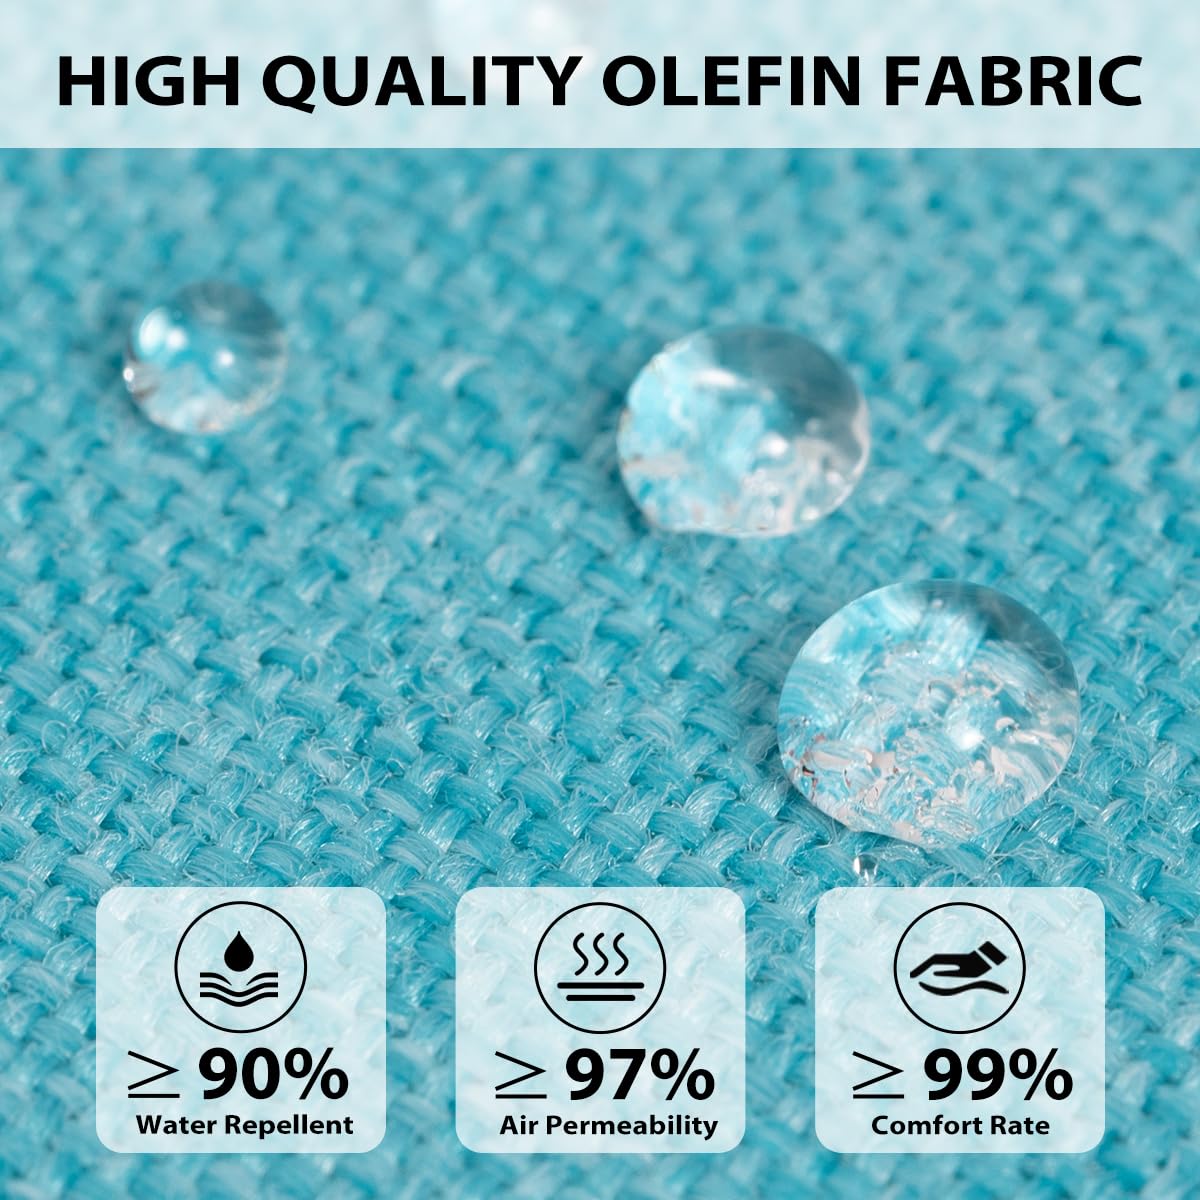 HIGH QUALITY OLEFIN FABRIC
≥ 90%
Water Repellent
≥ 97%
Air Permeability
≥ 99%
Comfort Rate